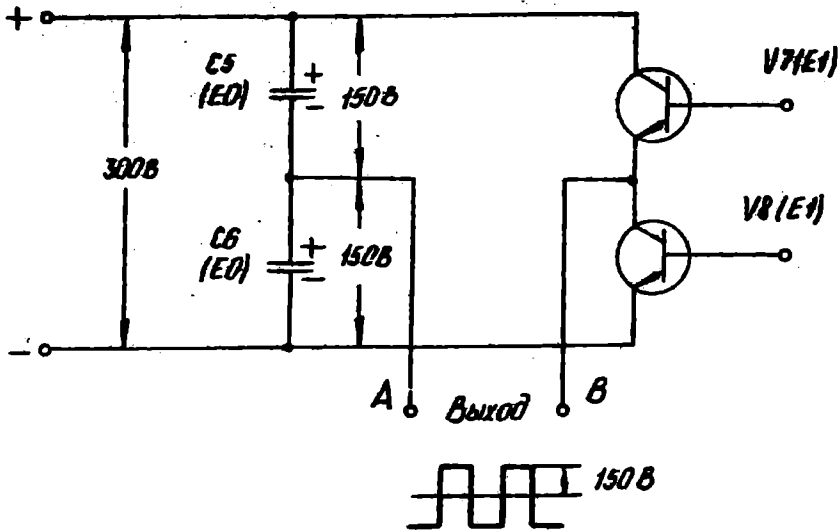 +
C5
(E0)
+
-
150В
V7(E1)
300В
V8(E1)
C6
(E0)
+
-
150В
-
А Выход В
150В